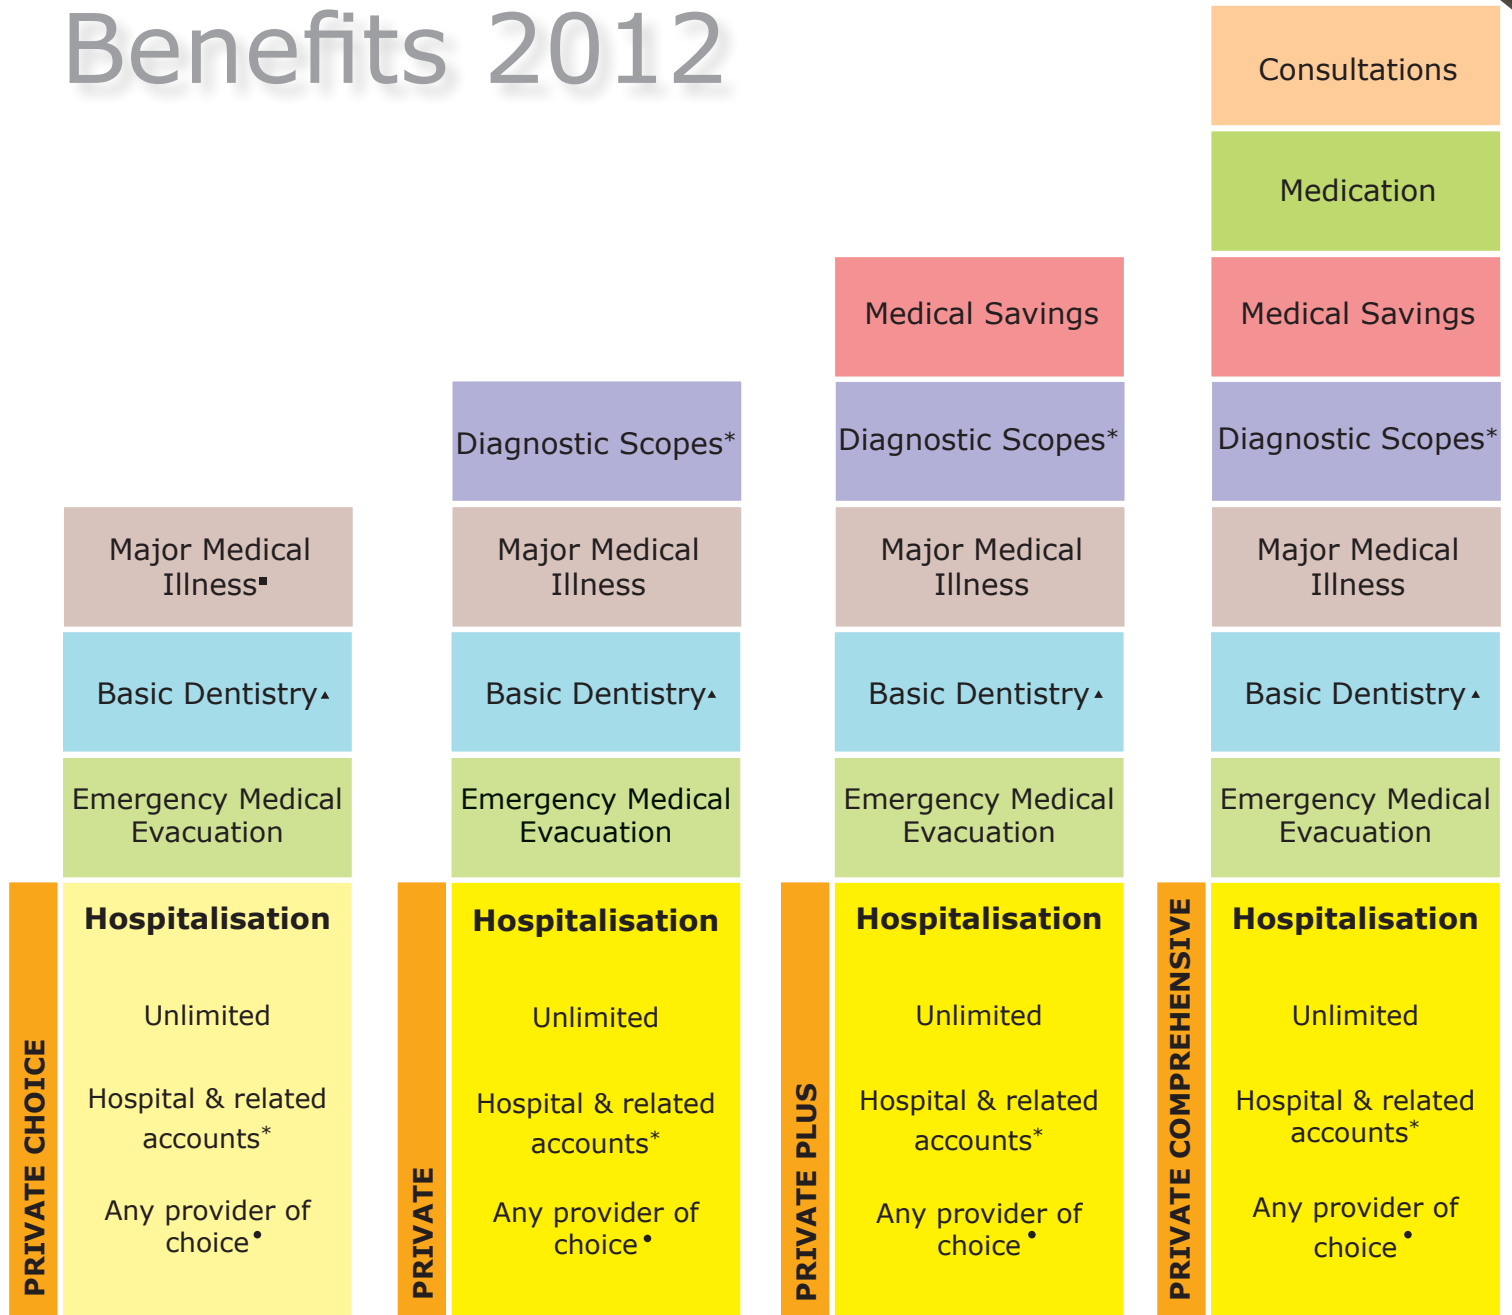 Benefits 2012
PRIVATE CHOICE
Major Medical
Illness▪
Basic Dentistry▲
Emergency Medical
Evacuation
Hospitalisation
Unlimited
Hospital & related
accounts*
Any provider of
choice•
PRIVATE
Diagnostic Scopes*
Major Medical
Illness
Basic Dentistry▲
Emergency Medical
Evacuation
Hospitalisation
Unlimited
Hospital & related
accounts*
Any provider of
choice•
PRIVATE PLUS
Medical Savings
Diagnostic Scopes*
Major Medical
Illness
Basic Dentistry▲
Emergency Medical
Evacuation
Hospitalisation
Unlimited
Hospital & related
accounts*
Any provider of
choice•
PRIVATE COMPREHENSIVE
Consultations
Medication
Medical Savings
Diagnostic Scopes*
Major Medical
Illness
Basic Dentistry▲
Emergency Medical
Evacuation
Hospitalisation
Unlimited
Hospital & related
accounts*
Any provider of
choice•